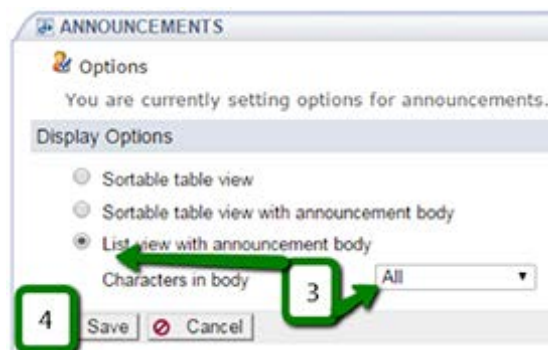 ANNOUNCEMENTS
Options
You are currently setting options for announcements.
Display Options
Sortable table view
Sortable table view with announcement body
List view with announcement body
Characters in body All
3
4 Save Cancel